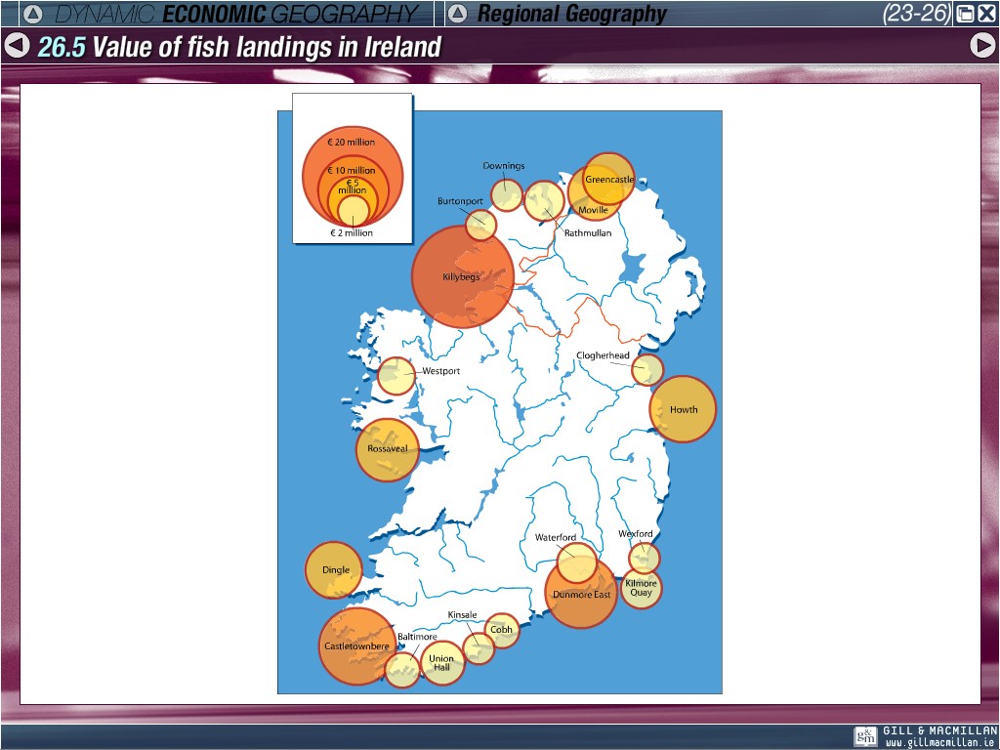 DYNAMIC ECONOMIC GEOGRAPHY
Regional Geography
(23-26)
26.5 Value of fish landings in Ireland
€ 20 million
€ 10 million
€ 5
million
€ 2 million
Downings
Greencastle
Burtonport
Moville
Rathmullan
Killybegs
Clogherhead
Westport
Howth
Rossaveal
Waterford
Wexford
Dingle
Kilmore
Quay
Dunmore East
Kinsale
Cobh
Baltimore
Castletownbere
Union
Hall
g&m
GILL & MACMILLAN
www.gillmacmillan.ie